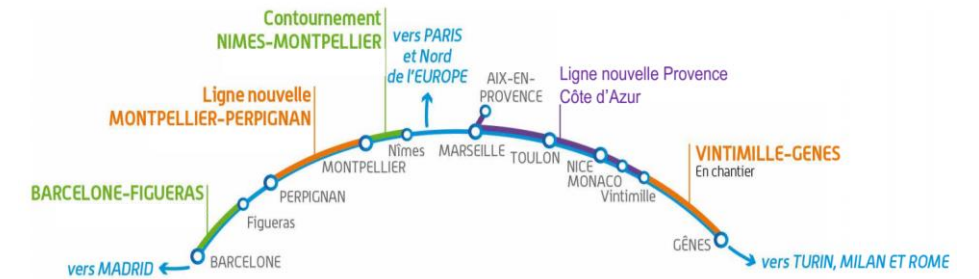 Contournement
NIMES-MONTPELLIER
vers PARIS
et Nord
de l'EUROPE
AIX-EN-
PROVENCE
Ligne nouvelle Provence
Côte d'Azur
Ligne nouvelle
MONTPELLIER-PERPIGNAN
Nîmes
MARSEILLE
TOULON
MONTPELLIER
NICE
MONACO
Vintimille
VINTIMILLE-GENES
En chantier
BARCELONE-FIGUERAS
PERPIGNAN
Figueras
GÊNES
BARCELONE
vers MADRID
vers TURIN, MILAN ET ROME